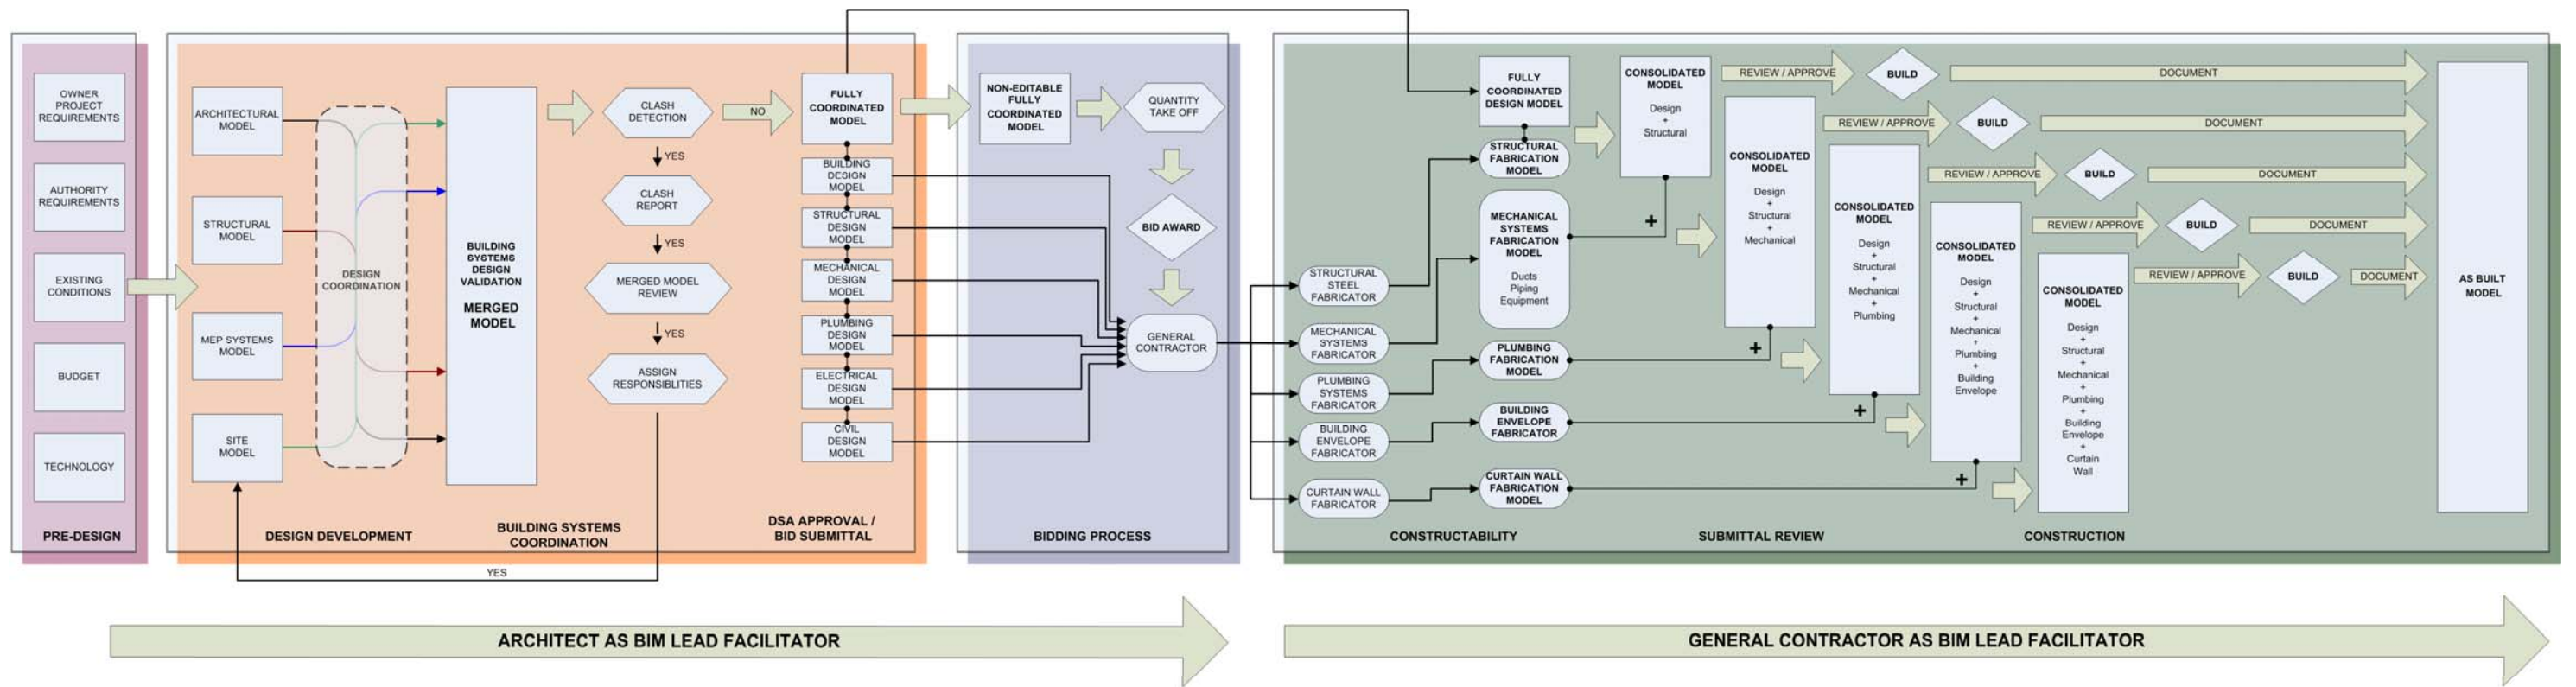 OWNER
PROJECT
REQUIREMENTS
AUTHORITY
REQUIREMENTS
EXISTING
CONDITIONS
BUDGET
TECHNOLOGY
PRE-DESIGN
ARCHITECTURAL
MODEL
STRUCTURAL
MODEL
MEP SYSTEMS
MODEL
SITE
MODEL
DESIGN
COORDINATION
DESIGN DEVELOPMENT
BUILDING
SYSTEMS
DESIGN
VALIDATION
MERGED
MODEL
CLASH
DETECTION
YES
CLASH
REPORT
YES
MERGED MODEL
REVIEW
YES
ASSIGN
RESPONSIBLITIES
YES
BUILDING SYSTEMS
COORDINATION
NO
FULLY
COORDINATED
MODEL
BUILDING
DESIGN
MODEL
STRUCTURAL
DESIGN
MODEL
MECHANICAL
DESIGN
MODEL
PLUMBING
DESIGN
MODEL
ELECTRICAL
DESIGN
MODEL
CIVIL
DESIGN
MODEL
DSA APPROVAL /
BID SUBMITTAL
NON-EDITABLE
FULLY
COORDINATED
MODEL
QUANTITY
TAKE OFF
BID AWARD
GENERAL
CONTRACTOR
BIDDING PROCESS
STRUCTURAL
STEEL
FABRICATOR
MECHANICAL
SYSTEMS
FABRICATOR
PLUMBING
SYSTEMS
FABRICATOR
BUILDING
ENVELOPE
FABRICATOR
CURTAIN WALL
FABRICATOR
FULLY
COORDINATED
DESIGN MODEL
STRUCTURAL
FABRICATION
MODEL
MECHANICAL
SYSTEMS
FABRICATION
MODEL
Ducts
Piping
Equipment
PLUMBING
FABRICATION
MODEL
BUILDING
ENVELOPE
FABRICATOR
CURTAIN WALL
FABRICATION
MODEL
CONSTRUCTABILITY
CONSOLIDATED
MODEL
Design
+
Structural
+
CONSOLIDATED
MODEL
Design
+
Structural
+
Mechanical
+
CONSOLIDATED
MODEL
Design
+
Structural
+
Mechanical
+
Plumbing
+
CONSOLIDATED
MODEL
Design
+
Structural
+
Mechanical
+
Plumbing
+
Building
Envelope
+
CONSOLIDATED
MODEL
Design
+
Structural
+
Mechanical
+
Plumbing
+
Building
Envelope
+
Curtain
Wall
SUBMITTAL REVIEW
REVIEW / APPROVE
BUILD
DOCUMENT
REVIEW / APPROVE
BUILD
DOCUMENT
REVIEW / APPROVE
BUILD
DOCUMENT
REVIEW / APPROVE
BUILD
DOCUMENT
REVIEW / APPROVE
BUILD
DOCUMENT
CONSTRUCTION
AS BUILT
MODEL
ARCHITECT AS BIM LEAD FACILITATOR
GENERAL CONTRACTOR AS BIM LEAD FACILITATOR